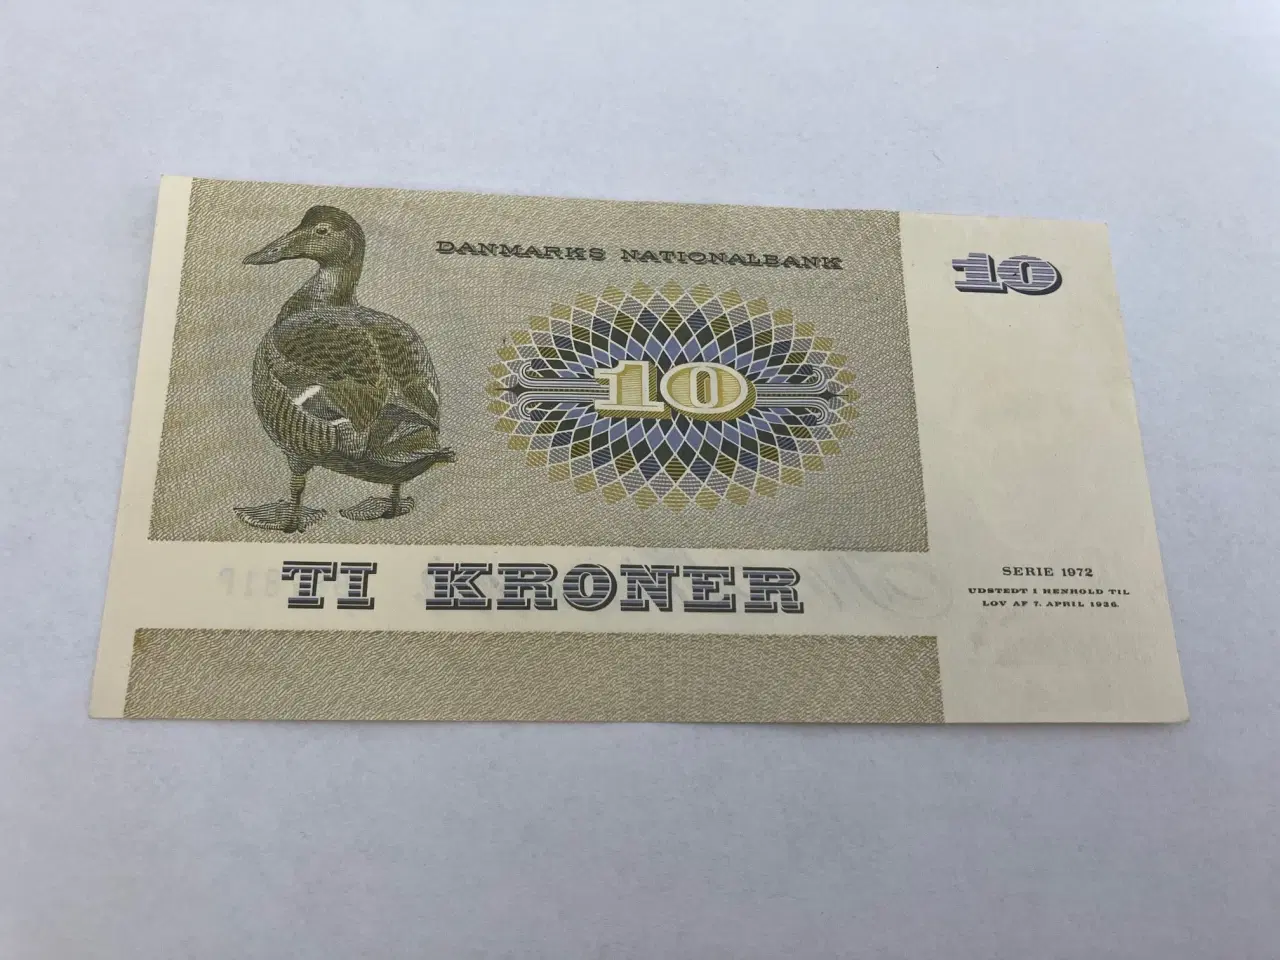 DANMARKS NATIONALBANK
10
10
TI KRONER
SERIE 1972
UDSTEDT I HENHOLD TIL
LOV AF 7. APRIL 1936.